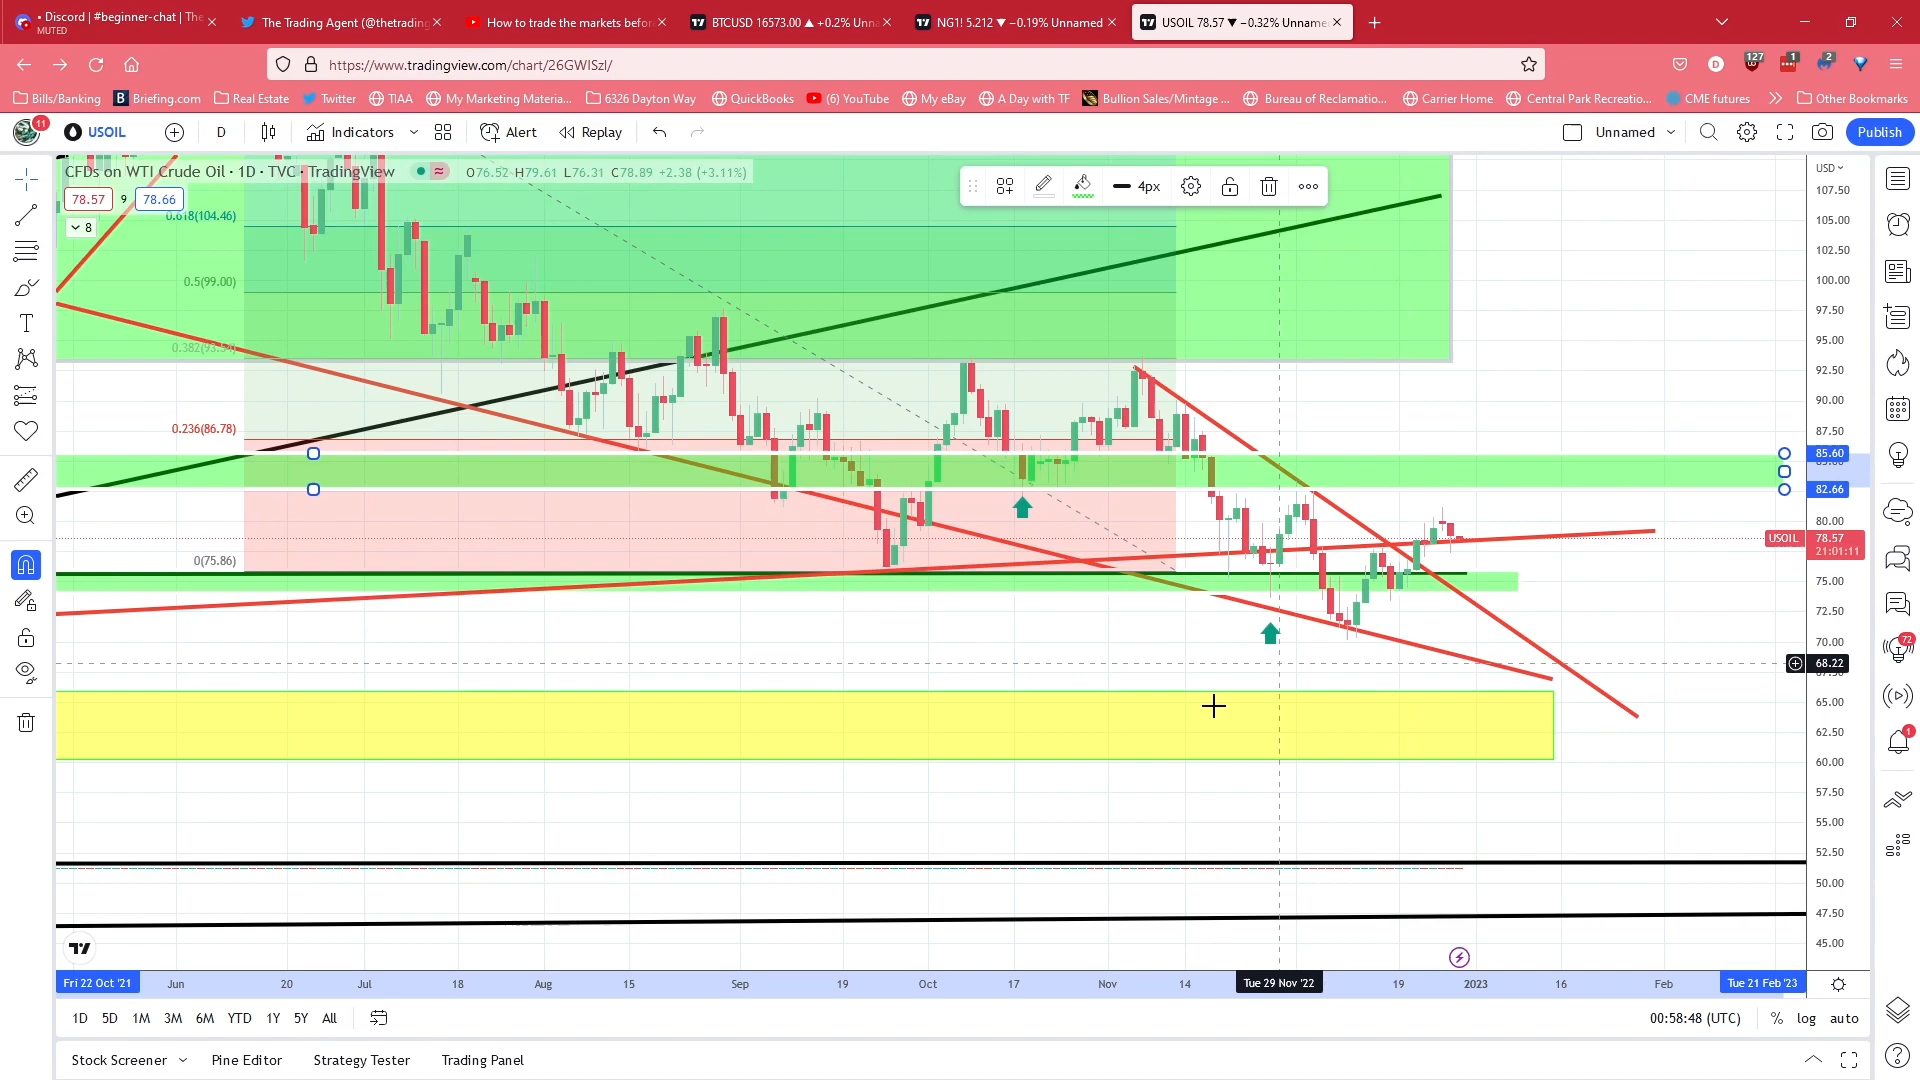 Discord | #beginner-chat | The
MUTED
The Trading Agent (@thetrading
How to trade the markets befor
BTCUSD 16573.00 ▲ +0.2% Unna
NG1! 5.212 ▼ −0.19% Unnamed
USOIL 78.57 ▼ −0.32% Unname
https://www.tradingview.com/chart/26GWISzl/
D
127
1
2
Bills/Banking
Briefing.com
Real Estate
Twitter
TIAA
My Marketing Materia...
6326 Dayton Way
QuickBooks
(6) YouTube
My eBay
A Day with TF
Bullion Sales/Mintage ...
Bureau of Reclamatio...
Carrier Home
Central Park Recreatio...
CME futures
Other Bookmarks
11
USOIL
D
Indicators
Alert
Replay
Unnamed
Publish
CFDs on WTI Crude Oil · 1D · TVC · TradingView
O76.52 H79.61 L76.31 C78.89 +2.38 (+3.11%)
78.57
9
78.66
8
4px
0.618(104.46)
0.5(99.00)
0.382(93.54)
0.236(86.78)
0(75.86)
USD
107.50
105.00
102.50
100.00
97.50
95.00
92.50
90.00
87.50
85.60
82.66
80.00
USOIL 78.57
21:01:11
75.00
72.50
70.00
68.22
65.00
62.50
60.00
57.50
55.00
52.50
50.00
47.50
45.00
72
1
Fri 22 Oct '21
Jun
20
Jul
18
Aug
15
Sep
19
Oct
17
Nov
14
Tue 29 Nov '22
19
2023
16
Feb
Tue 21 Feb '23
1D
5D
1M
3M
6M
YTD
1Y
5Y
All
00:58:48 (UTC)
%
log
auto
Stock Screener
Pine Editor
Strategy Tester
Trading Panel